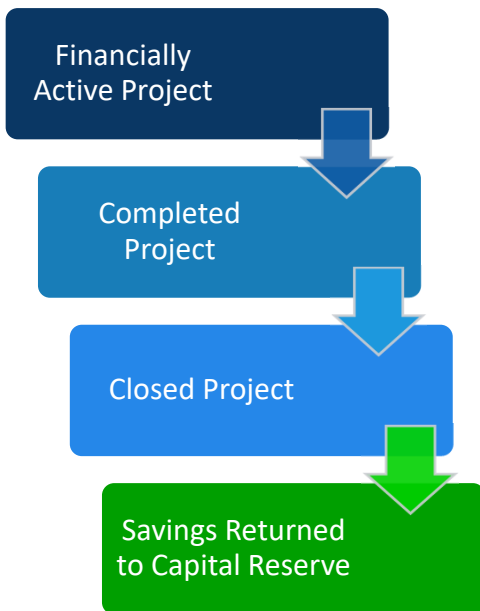 Financially
Active Project
Completed
Project
Closed Project
Savings Returned
to Capital Reserve